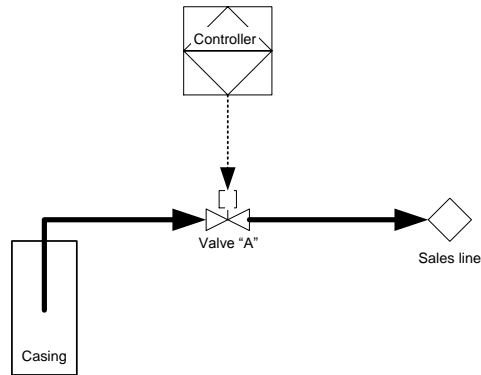 Controller
Valve “A”
Sales line
Casing